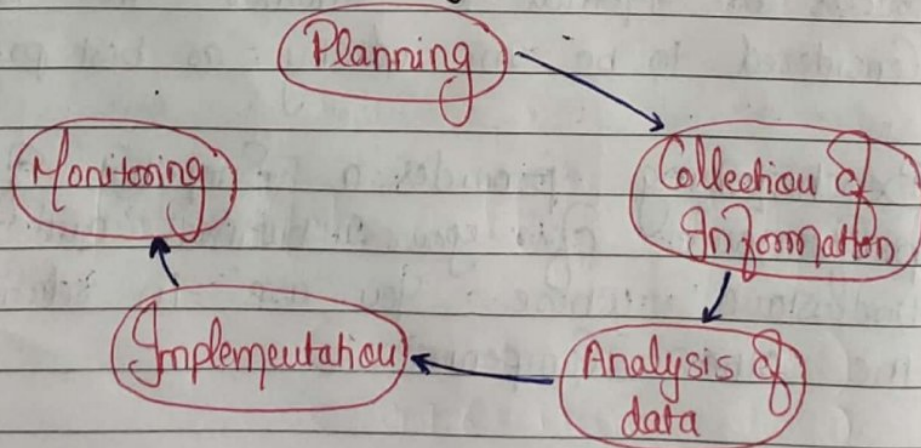 Planning
Collection of
Information
Analysis of
data
Implementation
Monitoring